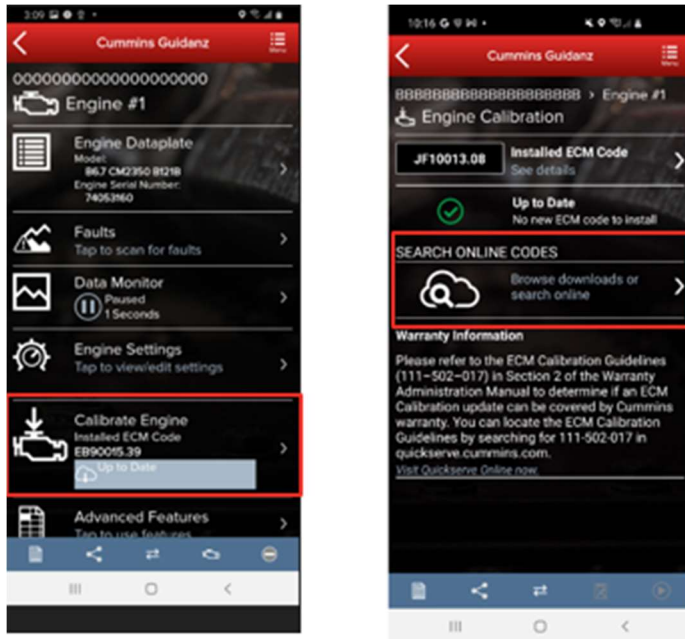 3:09
Cummins Guidanz
Menu
00000000000000000000
Engine #1
Engine Dataplate
Model:
B6.7 CM2350 B121B
Engine Serial Number:
74053160
Faults
Tap to scan for faults
Data Monitor
Paused
1 Seconds
Engine Settings
Tap to view/edit settings
Calibrate Engine
Installed ECM Code
EB90015.39
Up to Date
Advanced Features
Tap to use features
10:16 G
Cummins Guidanz
Menu
BBBBBBBBBBBBBBBBBBBB > Engine #1
Engine Calibration
JF10013.08
Installed ECM Code
See details
Up to Date
No new ECM code to install
SEARCH ONLINE CODES
Browse downloads or
search online
Warranty Information
Please refer to the ECM Calibration Guidelines
(111-502-017) in Section 2 of the Warranty
Administration Manual to determine if an ECM
Calibration update can be covered by Cummins
warranty. You can locate the ECM Calibration
Guidelines by searching for 111-502-017 in
quickserve.cummins.com.
Visit Quickserve Online now.